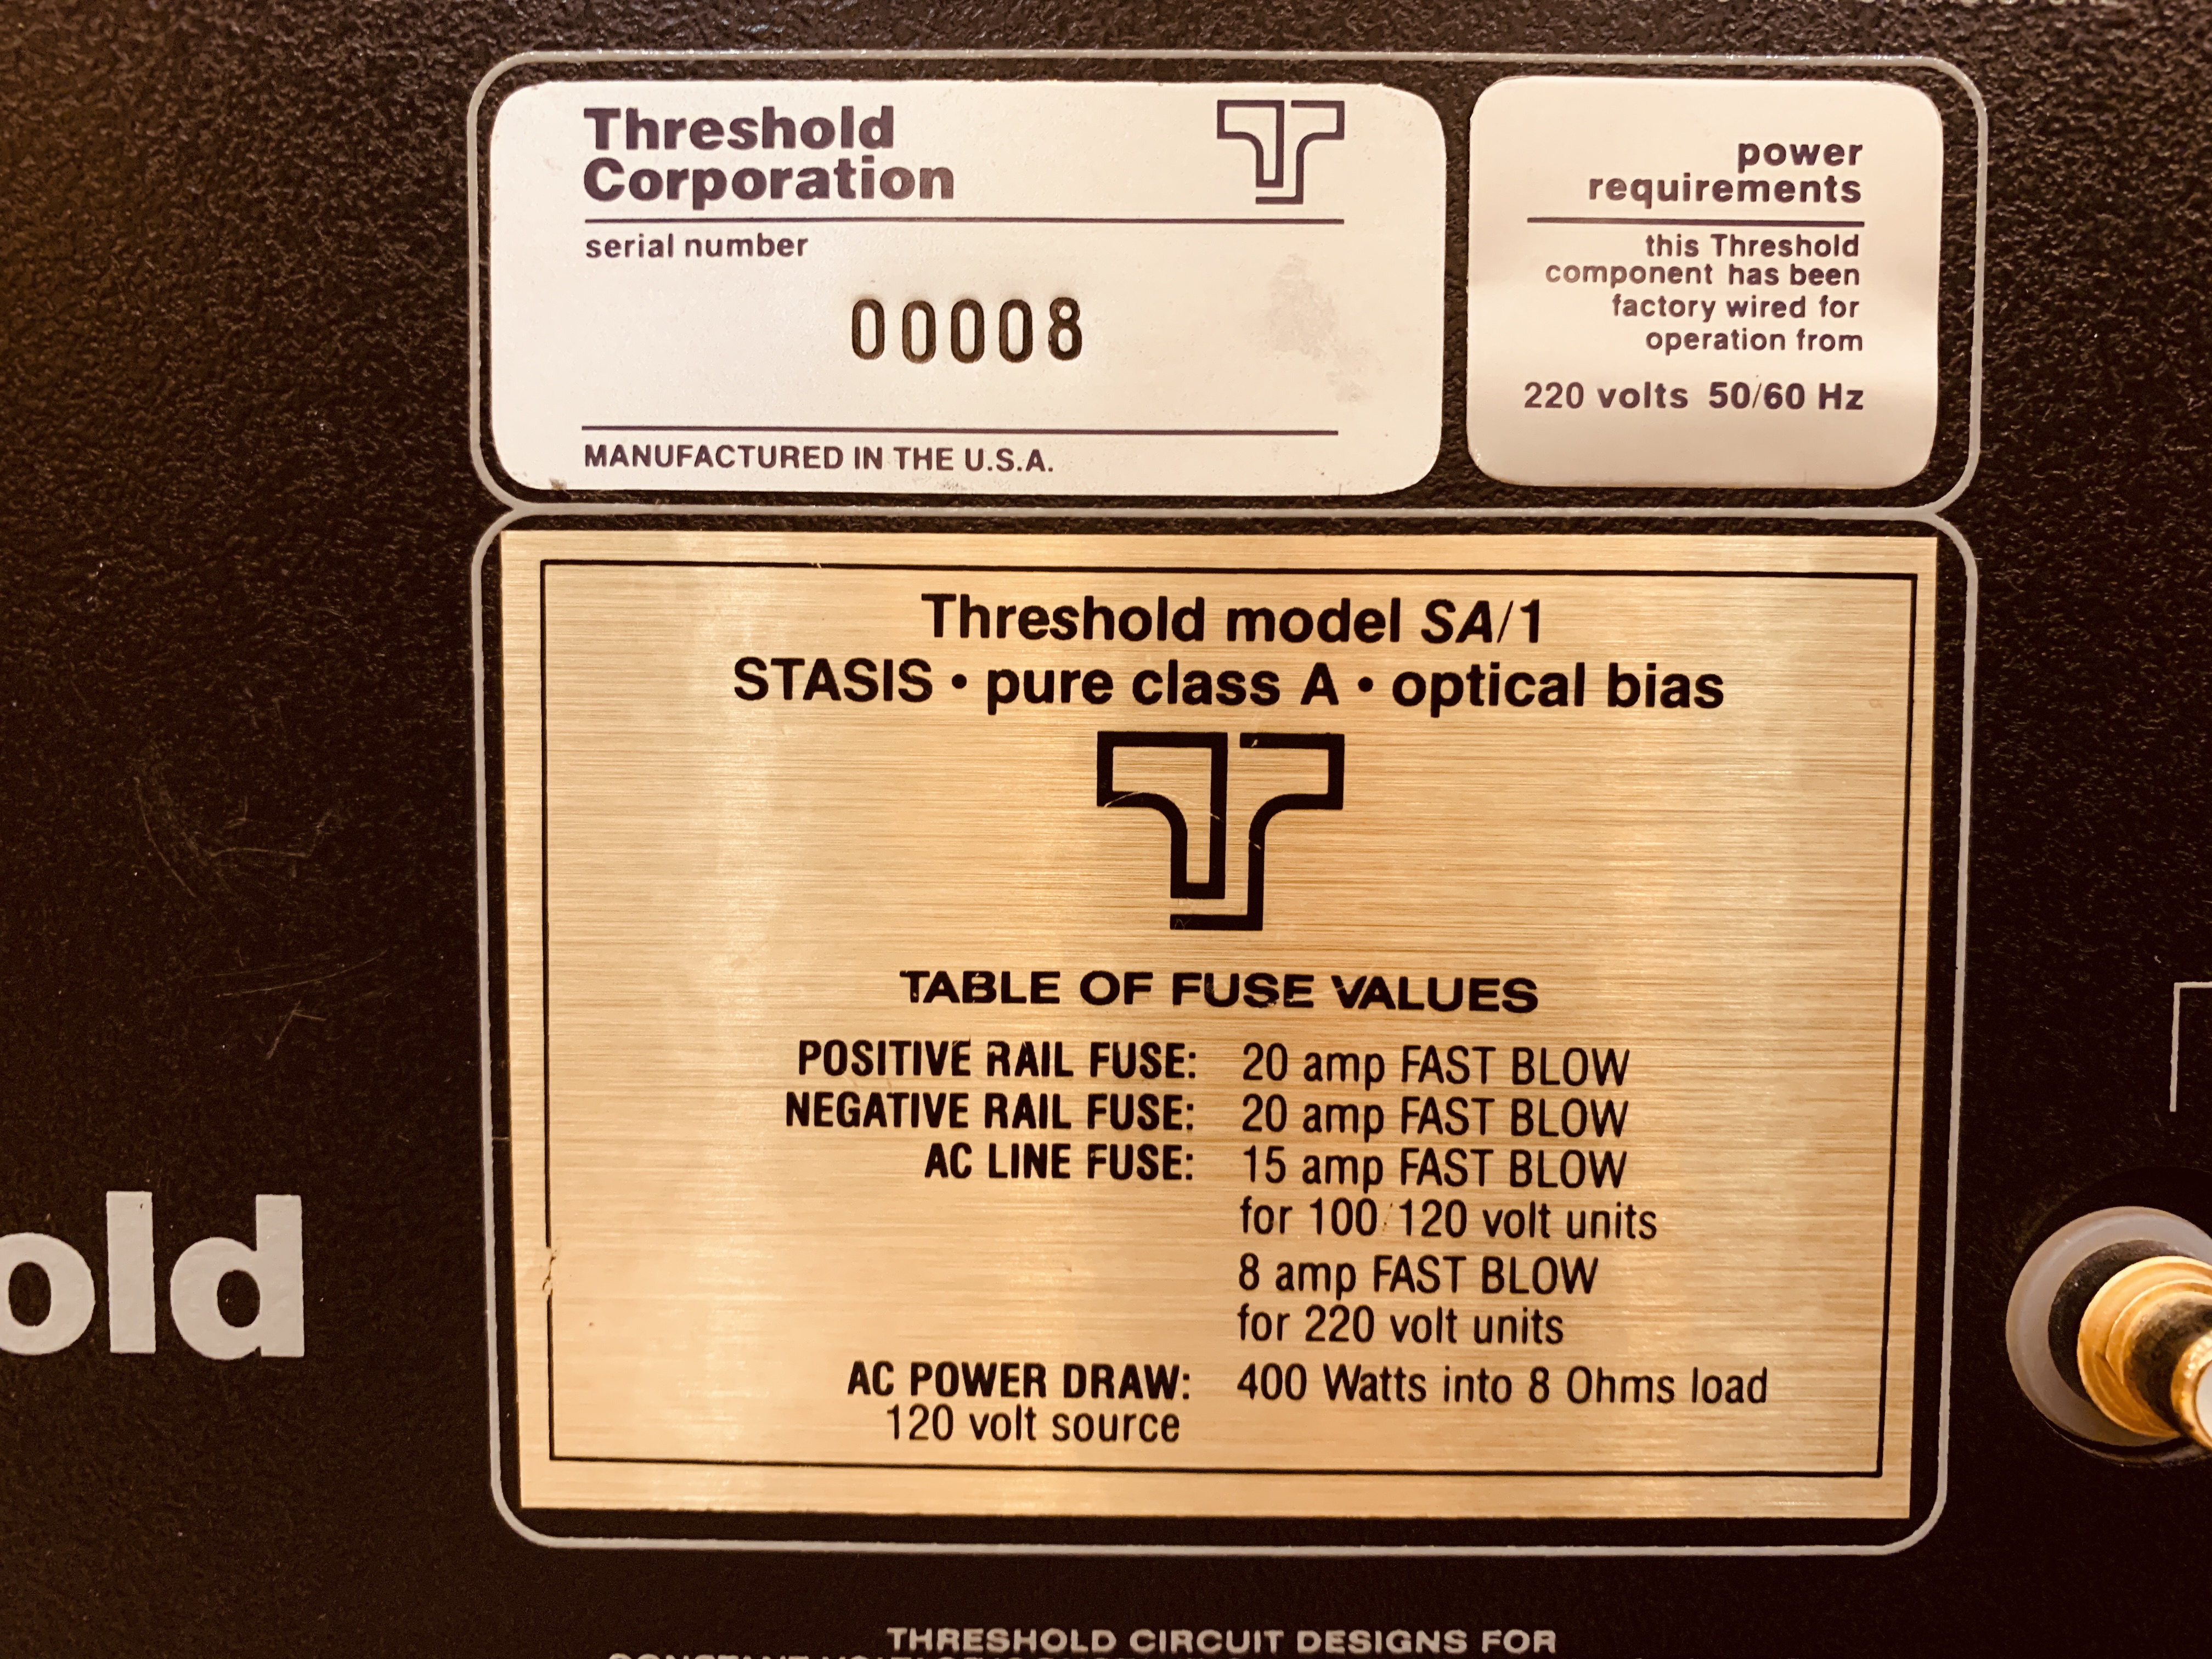 Threshold
Corporation
serial number
00008
MANUFACTURED IN THE U.S.A.
power
requirements
this Threshold
component has been
factory wired for
operation from
220 volts 50/60 Hz
Threshold model SA/1
STASIS • pure class A • optical bias
TABLE OF FUSE VALUES
POSITIVE RAIL FUSE: 20 amp FAST BLOW
NEGATIVE RAIL FUSE: 20 amp FAST BLOW
AC LINE FUSE: 15 amp FAST BLOW
for 100/120 volt units
8 amp FAST BLOW
for 220 volt units
AC POWER DRAW: 400 Watts into 8 Ohms load
120 volt source
old
THRESHOLD CIRCUIT DESIGNS FOR